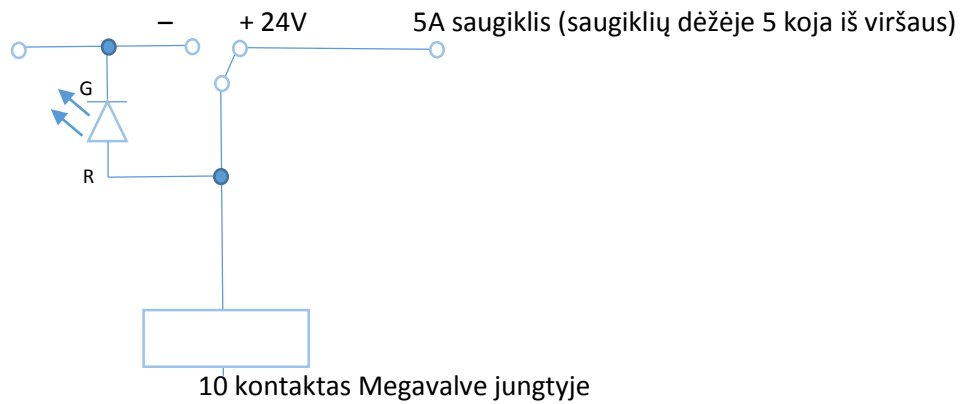 – + 24V 5A saugiklis (saugiklių dėžėje 5 koja iš viršaus)
G
R
10 kontaktas Megavalve jungtyje